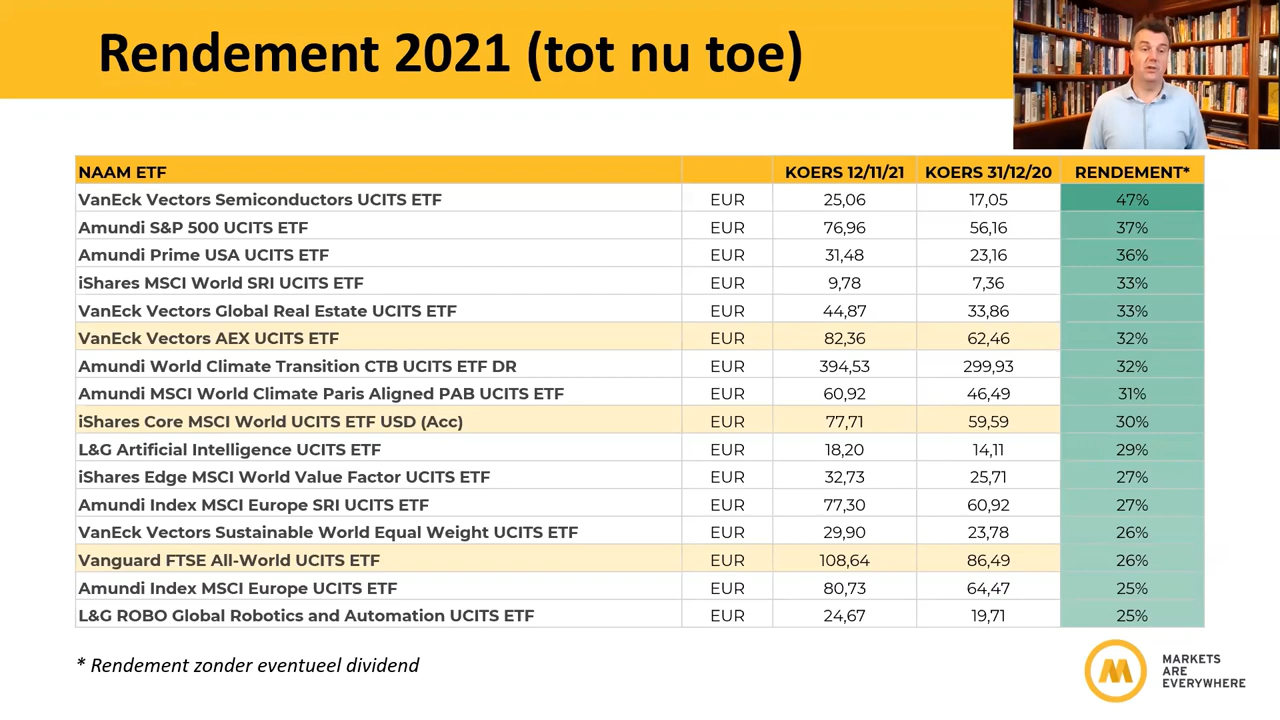 Rendement 2021 (tot nu toe)
NAAM ETF KOERS 12/11/21 KOERS 31/12/20 RENDEMENT*
VanEck Vectors Semiconductors UCITS ETF EUR 25,06 17,05 47%
Amundi S&P 500 UCITS ETF EUR 76,96 56,16 37%
Amundi Prime USA UCITS ETF EUR 31,48 23,16 36%
iShares MSCI World SRI UCITS ETF EUR 9,78 7,36 33%
VanEck Vectors Global Real Estate UCITS ETF EUR 44,87 33,86 33%
VanEck Vectors AEX UCITS ETF EUR 82,36 62,46 32%
Amundi World Climate Transition CTB UCITS ETF DR EUR 394,53 299,93 32%
Amundi MSCI World Climate Paris Aligned PAB UCITS ETF EUR 60,92 46,49 31%
iShares Core MSCI World UCITS ETF USD (Acc) EUR 77,71 59,59 30%
L&G Artificial Intelligence UCITS ETF EUR 18,20 14,11 29%
iShares Edge MSCI World Value Factor UCITS ETF EUR 32,73 25,71 27%
Amundi Index MSCI Europe SRI UCITS ETF EUR 77,30 60,92 27%
VanEck Vectors Sustainable World Equal Weight UCITS ETF EUR 29,90 23,78 26%
Vanguard FTSE All-World UCITS ETF EUR 108,64 86,49 26%
Amundi Index MSCI Europe UCITS ETF EUR 80,73 64,47 25%
L&G ROBO Global Robotics and Automation UCITS ETF EUR 24,67 19,71 25%
* Rendement zonder eventueel dividend
MARKETS
ARE
EVERYWHERE